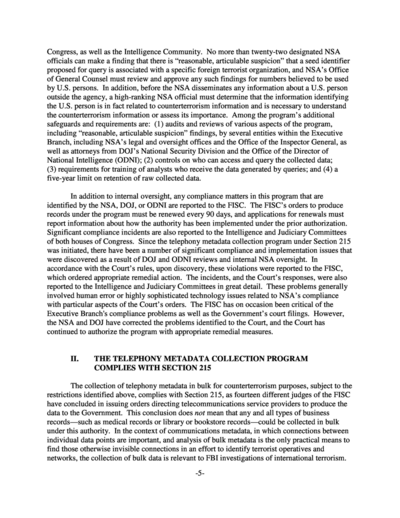 Congress, as well as the Intelligence Community. No more than twenty-two designated NSA
officials can make a finding that there is "reasonable, articulable suspicion" that a seed identifier
proposed for query is associated with a specific foreign terrorist organization, and NSA's Office
of General Counsel must review and approve any such findings for numbers believed to be used
by U.S. persons. In addition, before the NSA disseminates any information about a U.S. person
outside the agency, a high-ranking NSA official must determine that the information identifying
the U.S. person is in fact related to counterterrorism information and is necessary to understand
the counterterrorism information or assess its importance. Among the program's additional
safeguards and requirements are: (1) audits and reviews of various aspects of the program,
including "reasonable, articulable suspicion" findings, by several entities within the Executive
Branch, including NSA's legal and oversight offices and the Office of the Inspector General, as
well as attorneys from DOJ's National Security Division and the Office of the Director of
National Intelligence (ODNI); (2) controls on who can access and query the collected data;
(3) requirements for training of analysts who receive the data generated by queries; and (4) a
five-year limit on retention of raw collected data.
In addition to internal oversight, any compliance matters in this program that are
identified by the NSA, DOJ, or ODNI are reported to the FISC. The FISC's orders to produce
records under the program must be renewed every 90 days, and applications for renewals must
report information about how the authority has been implemented under the prior authorization.
Significant compliance incidents are also reported to the Intelligence and Judiciary Committees
of both houses of Congress. Since the telephony metadata collection program under Section 215
was initiated, there have been a number of significant compliance and implementation issues that
were discovered as a result of DOJ and ODNI reviews and internal NSA oversight. In
accordance with the Court's rules, upon discovery, these violations were reported to the FISC,
which ordered appropriate remedial action. The incidents, and the Court's responses, were also
reported to the Intelligence and Judiciary Committees in great detail. These problems generally
involved human error or highly sophisticated technology issues related to NSA's compliance
with particular aspects of the Court's orders. The FISC has on occasion been critical of the
Executive Branch's compliance problems as well as the Government's court filings. However,
the NSA and DOJ have corrected the problems identified to the Court, and the Court has
continued to authorize the program with appropriate remedial measures.
II. THE TELEPHONY METADATA COLLECTION PROGRAM
COMPLIES WITH SECTION 215
The collection of telephony metadata in bulk for counterterrorism purposes, subject to the
restrictions identified above, complies with Section 215, as fourteen different judges of the FISC
have concluded in issuing orders directing telecommunications service providers to produce the
data to the Government. This conclusion does not mean that any and all types of business
records—such as medical records or library or bookstore records—could be collected in bulk
under this authority. In the context of communications metadata, in which connections between
individual data points are important, and analysis of bulk metadata is the only practical means to
find those otherwise invisible connections in an effort to identify terrorist operatives and
networks, the collection of bulk data is relevant to FBI investigations of international terrorism.
-5-